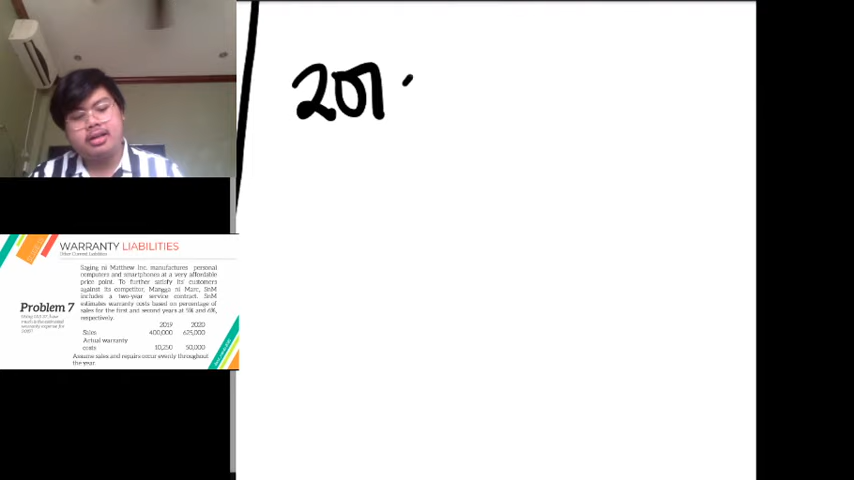 201
WARRANTY LIABILITIES
Other Current Liabilities
Saging ni Matthew Inc. manufactures personal
computers and smartphones at a very affordable
price point. To further satisfy its customers
against its competitor, Mangga ni Marc, SnM
includes a two-year service contract. SnM
estimates warranty costs based on percentage of
sales for the first and second years at 5% and 6%,
respectively.
Problem 7
2019 2020
Sales 400,000 625,000
Actual warranty
costs 10,250 50,000
Assume sales and repairs occur evenly throughout
the year.